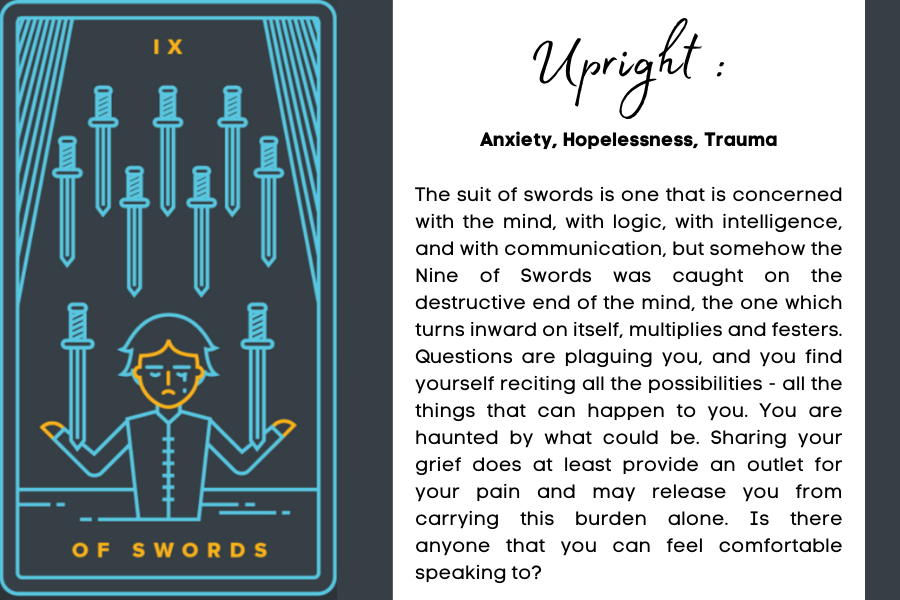 IX
OF SWORDS
Upright :
Anxiety, Hopelessness, Trauma
The suit of swords is one that is concerned
with the mind, with logic, with intelligence,
and with communication, but somehow the
Nine of Swords was caught on the
destructive end of the mind, the one which
turns inward on itself, multiplies and festers.
Questions are plaguing you, and you find
yourself reciting all the possibilities - all the
things that can happen to you. You are
haunted by what could be. Sharing your
grief does at least provide an outlet for
your pain and may release you from
carrying this burden alone. Is there
anyone that you can feel comfortable
speaking to?